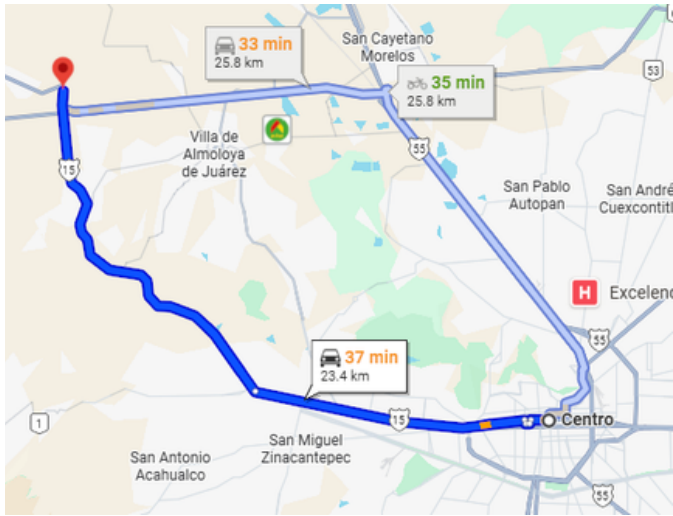 33 min
25.8 km
San Cayetano
Morelos
53
35 min
25.8 km
Villa de
Almoloya
de Juárez
55
15
San Pablo
Autopan
San André
Cuexcontitl
H
Excelenc
55
37 min
23.4 km
1
15
Centro
San Miguel
Zinacantepec
San Antonio
Acahualco
55